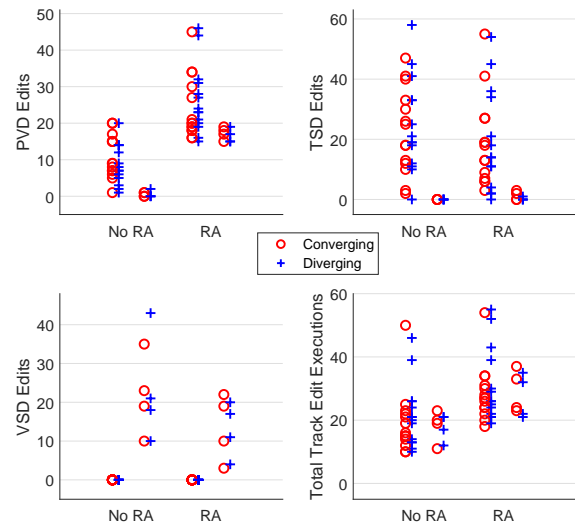 50
40
30
20
10
0
PVD Edits
No RA
RA
60
40
20
0
TSD Edits
No RA
RA
Converging
Diverging
40
30
20
10
0
VSD Edits
No RA
RA
60
40
20
0
Total Track Edit Executions
No RA
RA